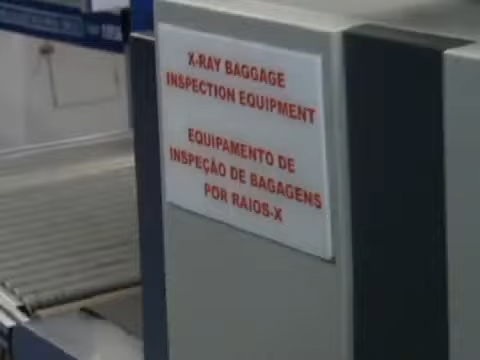 X-RAY BAGGAGE
INSPECTION EQUIPMENT
EQUIPAMENTO DE
INSPEÇÃO DE BAGAGENS
POR RAIOS-X